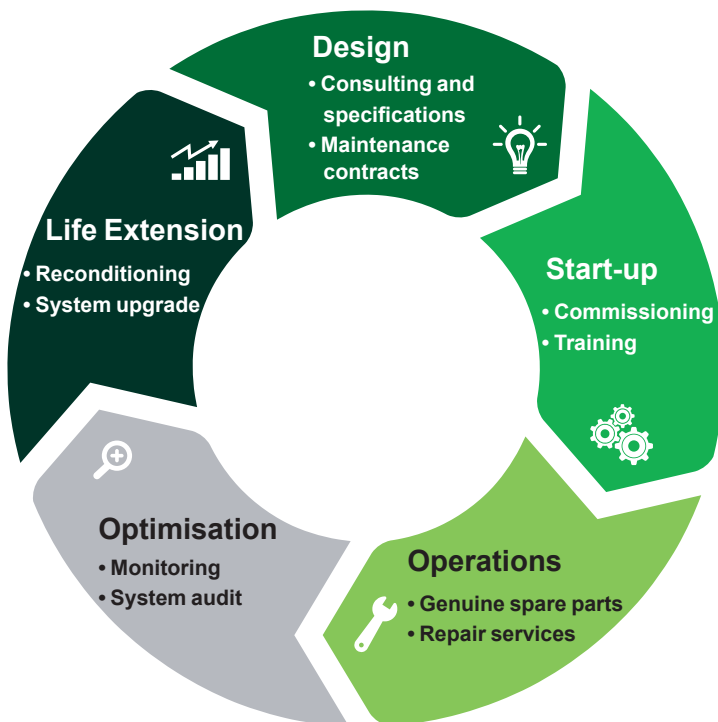 Design
• Consulting and
specifications
• Maintenance
contracts
Start-up
• Commissioning
• Training
Operations
• Genuine spare parts
• Repair services
Optimisation
• Monitoring
• System audit
Life Extension
• Reconditioning
• System upgrade